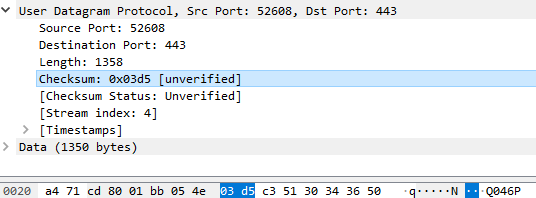 User Datagram Protocol, Src Port: 52608, Dst Port: 443
Source Port: 52608
Destination Port: 443
Length: 1358
Checksum: 0x03d5 [unverified]
[Checksum Status: Unverified]
[Stream index: 4]
[Timestamps]
Data (1350 bytes)
0020 a4 71 cd 80 01 bb 05 4e 03 d5 c3 51 30 34 36 50 ·q·····N ···Q046P